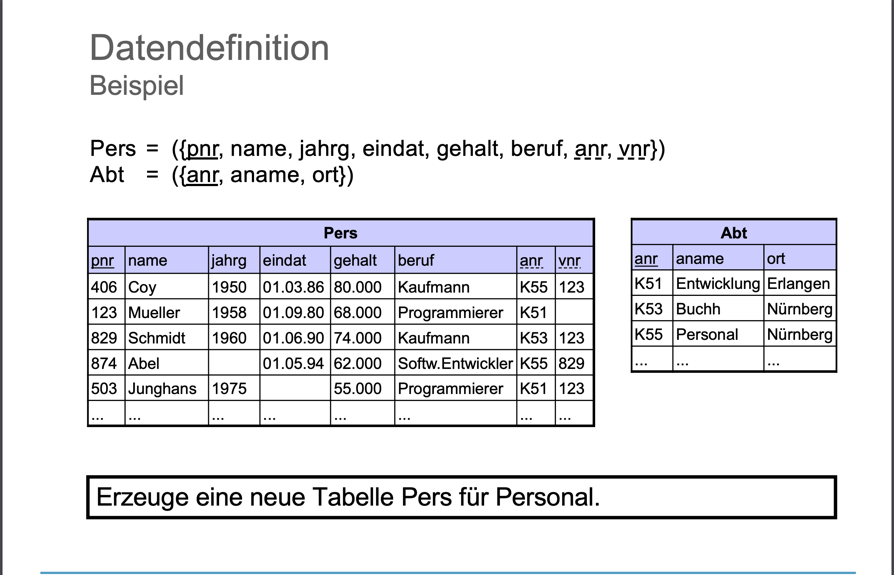 Datendefinition
Beispiel
Pers = ({pnr, name, jahrg, eindat, gehalt, beruf, anr, vnr})
Abt = ({anr, aname, ort})
Pers
pnr name jahrg eindat gehalt beruf anr vnr
406 Coy 1950 01.03.86 80.000 Kaufmann K55 123
123 Mueller 1958 01.09.80 68.000 Programmierer K51
829 Schmidt 1960 01.06.90 74.000 Kaufmann K53 123
874 Abel 01.05.94 62.000 Softw.Entwickler K55 829
503 Junghans 1975 55.000 Programmierer K51 123
... ... ... ... ... ... ... ...
Abt
anr aname ort
K51 Entwicklung Erlangen
K53 Buchh Nürnberg
K55 Personal Nürnberg
... ... ...
Erzeuge eine neue Tabelle Pers für Personal.